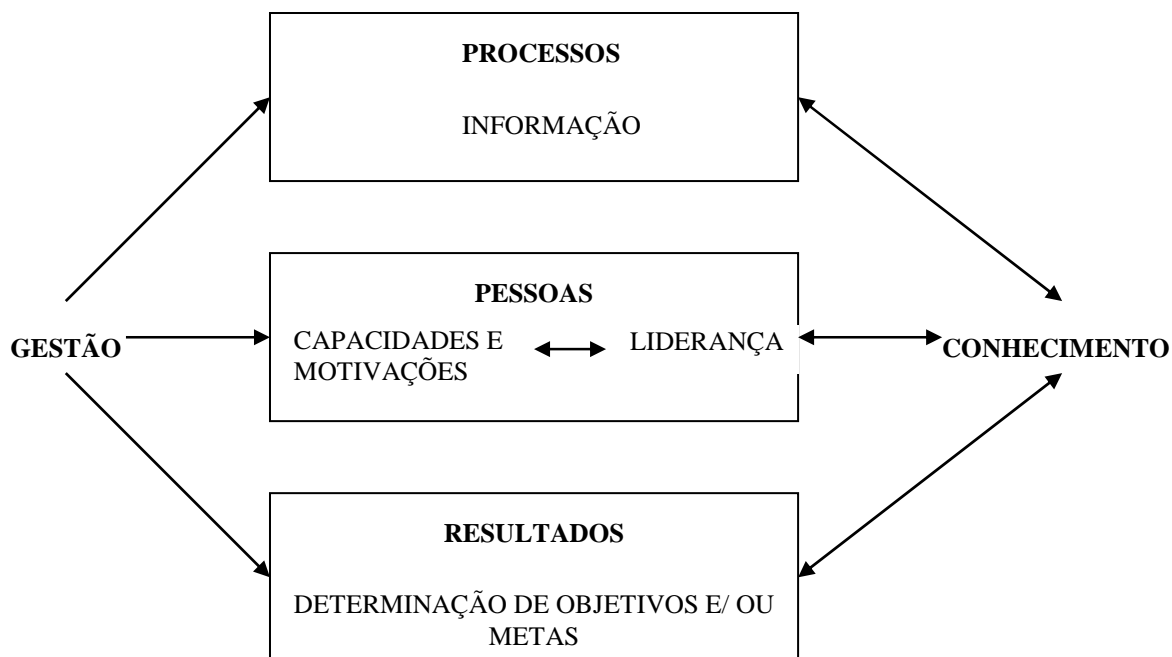 PROCESSOS
INFORMAÇÃO
PESSOAS
CAPACIDADES E
MOTIVAÇÕES
LIDERANÇA
GESTÃO
CONHECIMENTO
RESULTADOS
DETERMINAÇÃO DE OBJETIVOS E/ OU
METAS